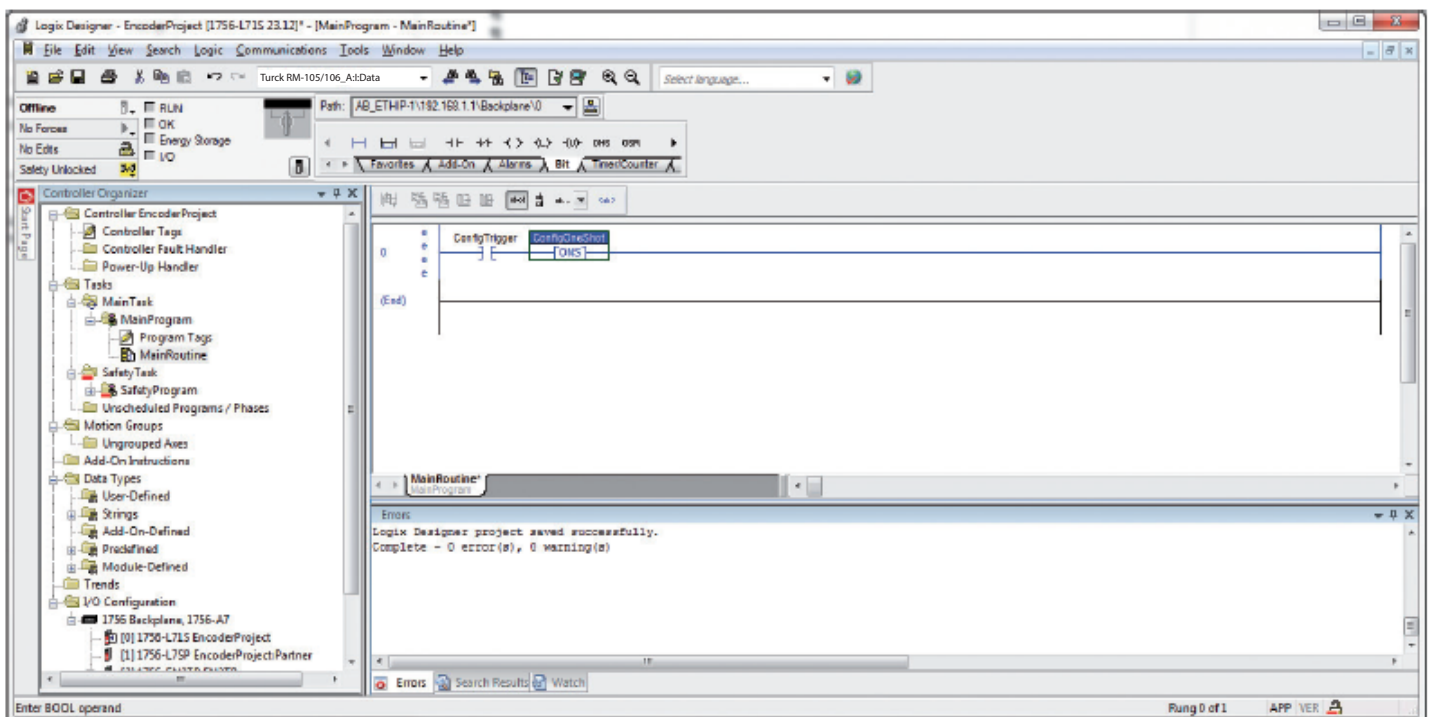 Logix Designer - EncoderProject [1756-L71S 23.12]* - [MainProgram - MainRoutine*]
File Edit View Search Logic Communications Tools Window Help
Turck RM-105/106_A:I:Data
Select language...
Offline
RUN
No Forces
OK
No Edits
Energy Storage
Safety Unlocked
I/O
Path: AB_ETHIP-1\192.168.1.1\Backplane\0
ONS OSR
Favorites Add-On Alarms Bit Timer/Counter
Start Page
Controller Organizer
Controller EncoderProject
Controller Tags
Controller Fault Handler
Power-Up Handler
Tasks
MainTask
MainProgram
Program Tags
MainRoutine
SafetyTask
SafetyProgram
Unscheduled Programs / Phases
Motion Groups
Ungrouped Axes
Add-On Instructions
Data Types
User-Defined
Strings
Add-On-Defined
Predefined
Module-Defined
Trends
I/O Configuration
1756 Backplane, 1756-A7
[0] 1756-L71S EncoderProject
[1] 1756-L7SP EncoderProject:Partner
ConfigTrigger ConfigOneShot
0 e e e e ONS
(End)
MainRoutine*
MainProgram
Errors
Logix Designer project saved successfully.
Complete - 0 error(s), 0 warning(s)
Errors Search Results Watch
Enter BOOL operand
Rung 0 of 1 APP VER